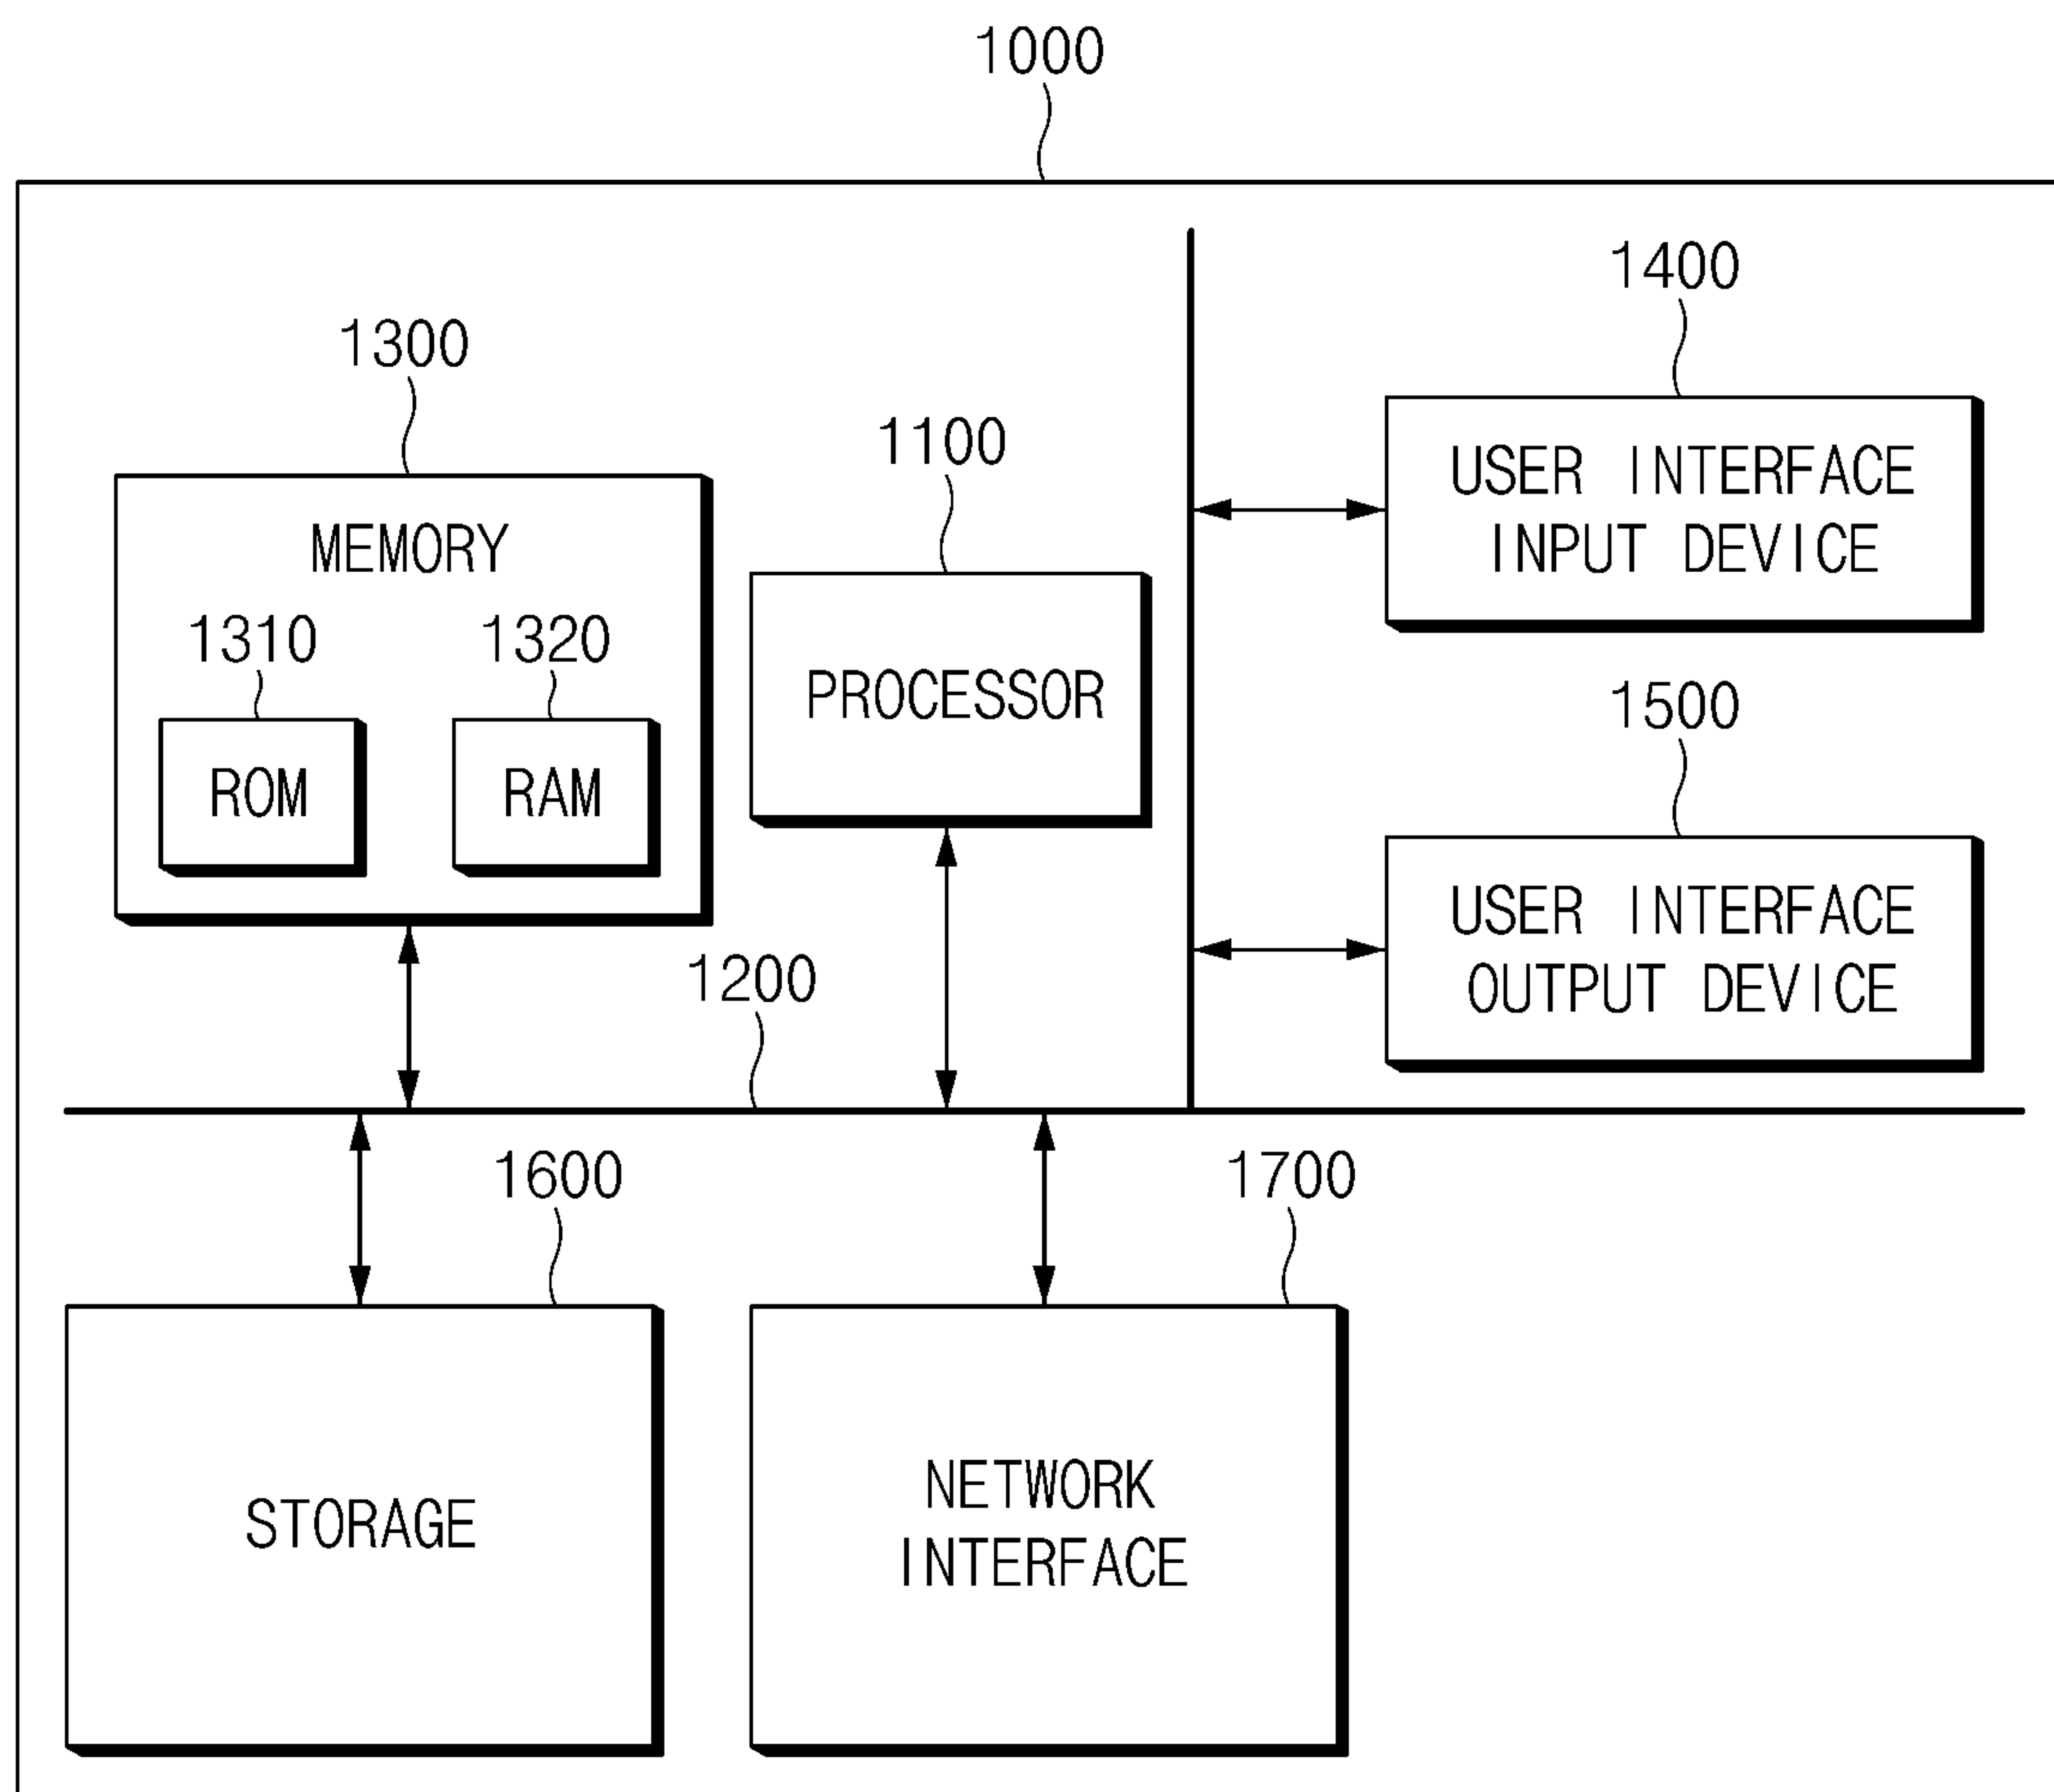 1000
1300
MEMORY
1310
1320
ROM
RAM
1100
PROCESSOR
1400
USER INTERFACE
INPUT DEVICE
1500
USER INTERFACE
OUTPUT DEVICE
1200
1600
STORAGE
1700
NETWORK
INTERFACE